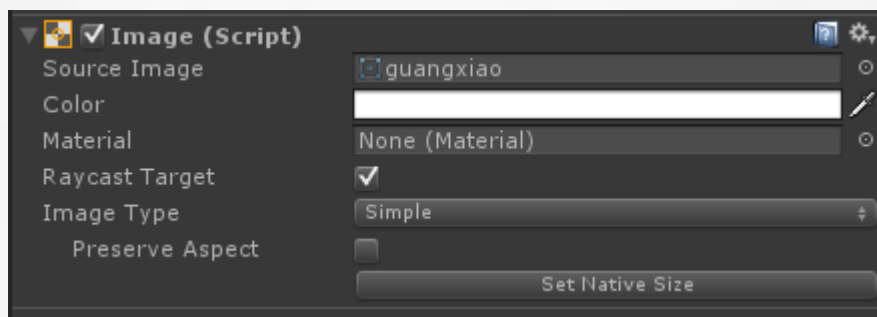 Image (Script)
Source Image guangxiao
Color
Material None (Material)
Raycast Target
Image Type Simple
Preserve Aspect
Set Native Size